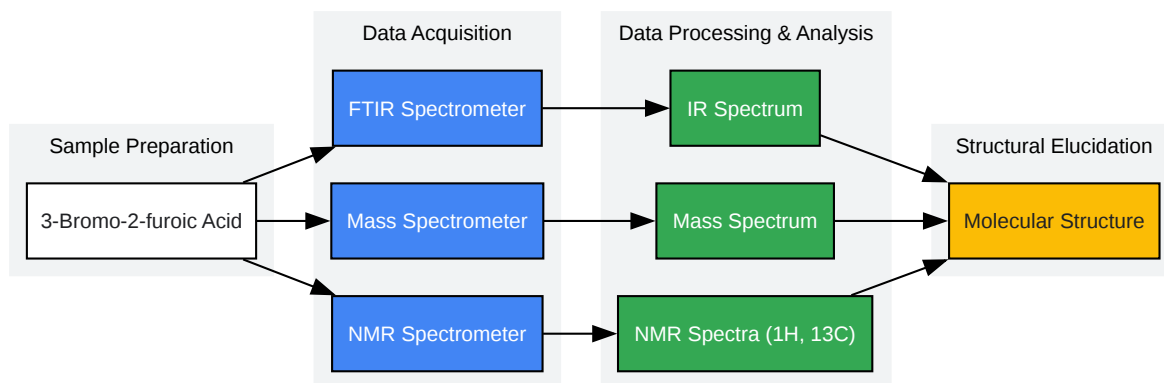 Sample Preparation
3-Bromo-2-furoic Acid
Data Acquisition
FTIR Spectrometer
Mass Spectrometer
NMR Spectrometer
Data Processing & Analysis
IR Spectrum
Mass Spectrum
NMR Spectra (1H, 13C)
Structural Elucidation
Molecular Structure